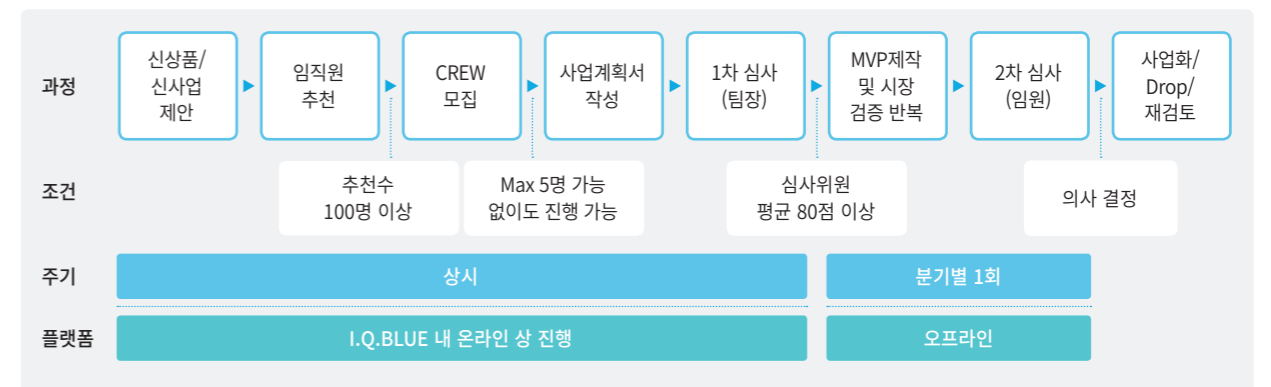 과정
신상품/
신사업
제안
임직원
추천
CREW
모집
사업계획서
작성
1차 심사
(팀장)
MVP제작
및 시장
검증 반복
2차 심사
(임원)
사업화/
Drop/
재검토
조건
추천수
100명 이상
Max 5명 가능
없이도 진행 가능
심사위원
평균 80점 이상
의사 결정
주기
상시
분기별 1회
플랫폼
I.Q.BLUE 내 온라인 상 진행
오프라인